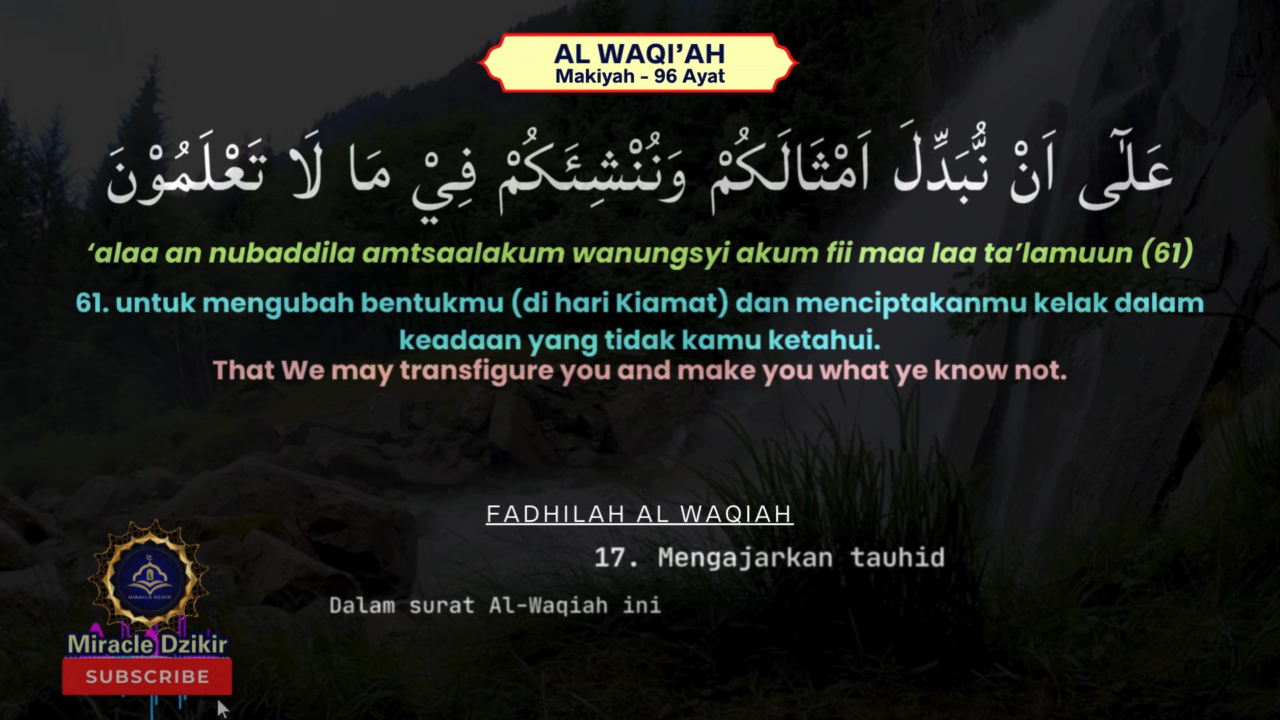 AL WAQI’AH
Makiyah - 96 Ayat
عَلٰٓى اَنْ نُّبَدِّلَ اَمْثَالَكُمْ وَنُنْشِئَكُمْ فِيْ مَا لَا تَعْلَمُوْنَ
‘alaa an nubaddila amtsaalakum wanungsyi akum fii maa laa ta’lamuun (61)
61. untuk mengubah bentukmu (di hari Kiamat) dan menciptakanmu kelak dalam
keadaan yang tidak kamu ketahui.
That We may transfigure you and make you what ye know not.
FADHILAH AL WAQIAH
17. Mengajarkan tauhid
Dalam surat Al-Waqiah ini
MIRACLE DZIKIR
Miracle Dzikir
SUBSCRIBE